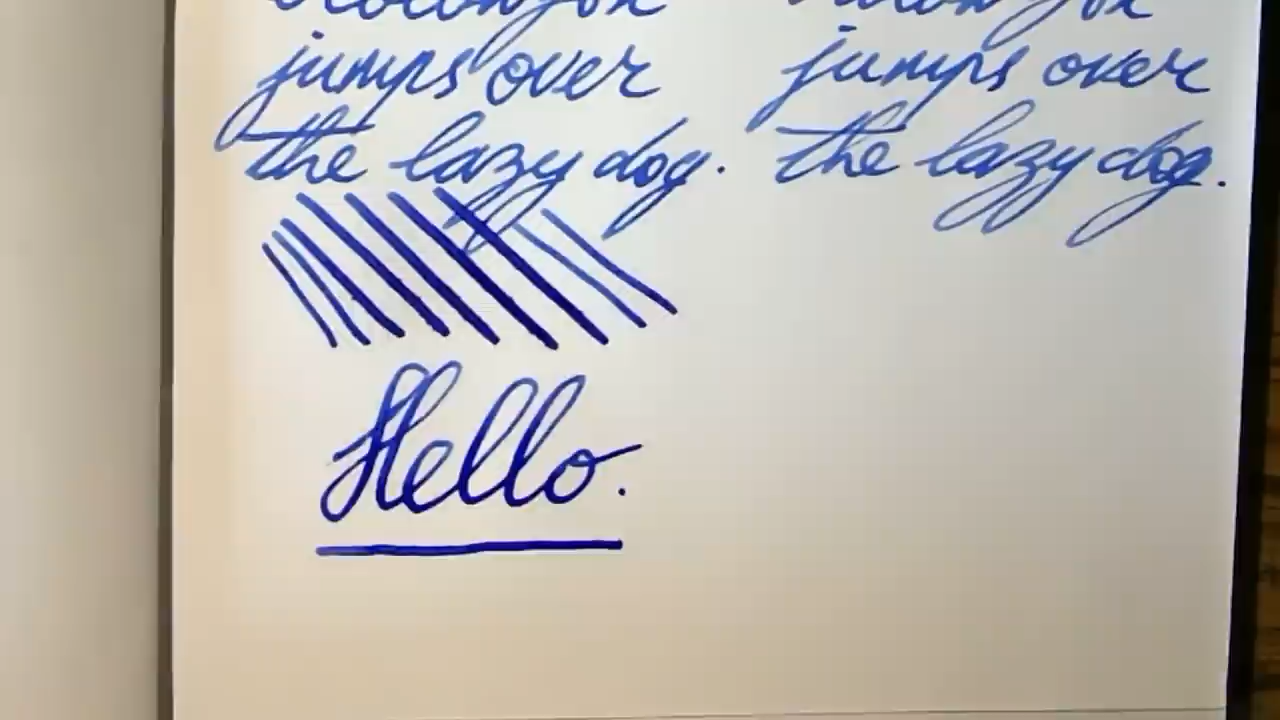 jumps over jumps over
the lazy dog. the lazy dog.
Hello.